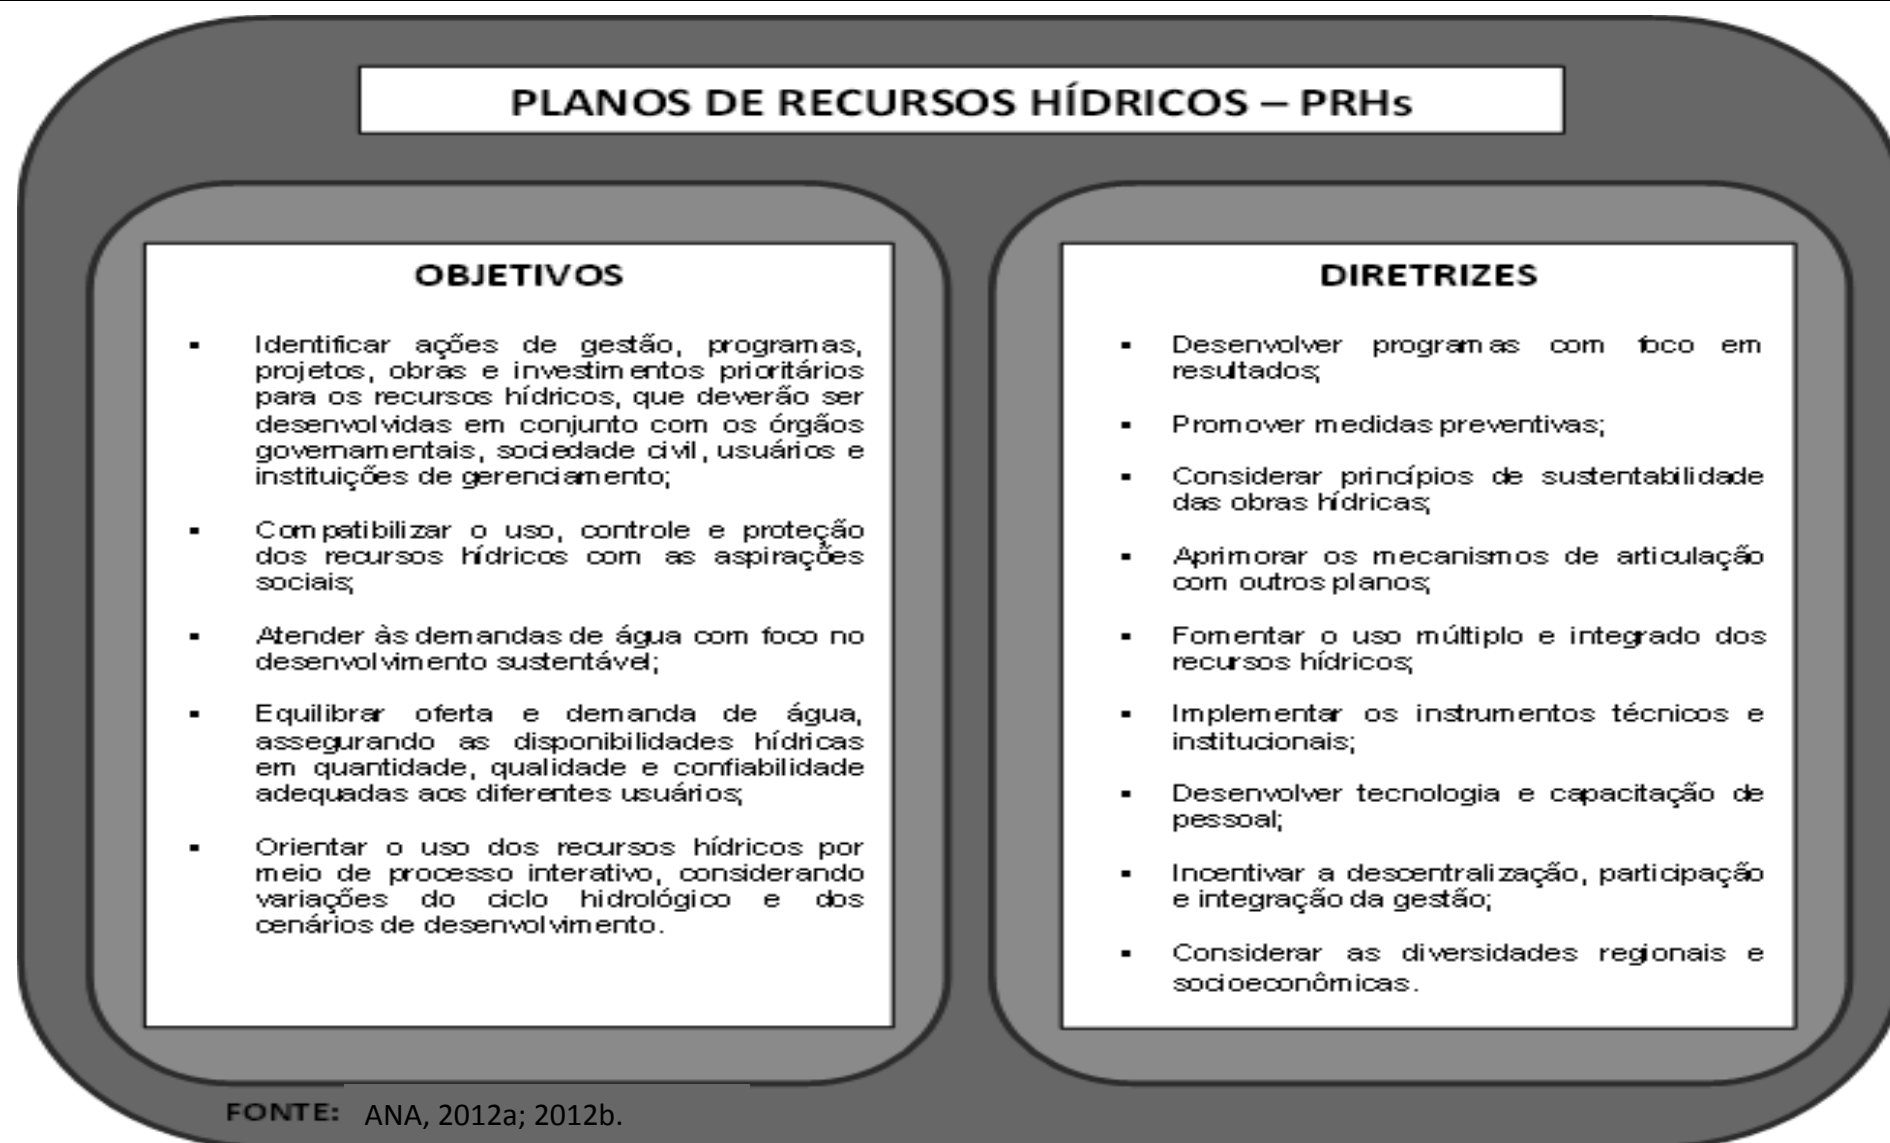 PLANOS DE RECURSOS HÍDRICOS – PRHs
OBJETIVOS
▪ Identificar ações de gestão, programas,
projetos, obras e investimentos prioritários
para os recursos hídricos, que deverão ser
desenvolvidas em conjunto com os órgãos
governamentais, sociedade civil, usuários e
instituições de gerenciamento;
▪ Compatibilizar o uso, controle e proteção
dos recursos hídricos com as aspirações
sociais;
▪ Atender às demandas de água com foco no
desenvolvimento sustentável;
▪ Equilibrar oferta e demanda de água,
assegurando as disponibilidades hídricas
em quantidade, qualidade e confiabilidade
adequadas aos diferentes usuários;
▪ Orientar o uso dos recursos hídricos por
meio de processo interativo, considerando
variações do ciclo hidrológico e dos
cenários de desenvolvimento.
DIRETRIZES
▪ Desenvolver programas com foco em
resultados;
▪ Promover medidas preventivas;
▪ Considerar princípios de sustentabilidade
das obras hídricas;
▪ Aprimorar os mecanismos de articulação
com outros planos;
▪ Fomentar o uso múltiplo e integrado dos
recursos hídricos;
▪ Implementar os instrumentos técnicos e
institucionais;
▪ Desenvolver tecnologia e capacitação de
pessoal;
▪ Incentivar a descentralização, participação
e integração da gestão;
▪ Considerar as diversidades regionais e
socioeconômicas.
FONTE: ANA, 2012a; 2012b.